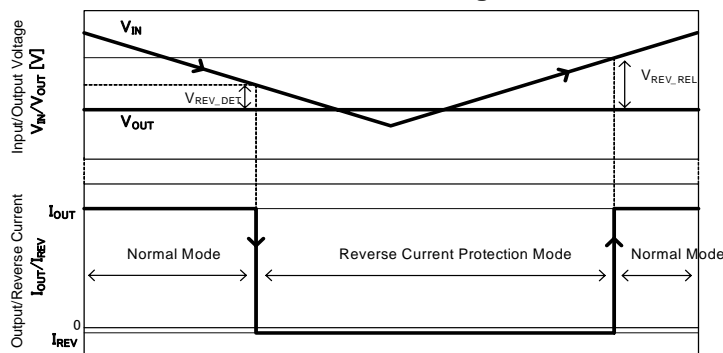 Input/Output Voltage
VIN/VOUT [V]
VIN
VREV_DET
VREV_REL
VOUT
Output/Reverse Current
IOUT/IREV
IOUT
Normal Mode
Reverse Current Protection Mode
Normal Mode
0
IREV